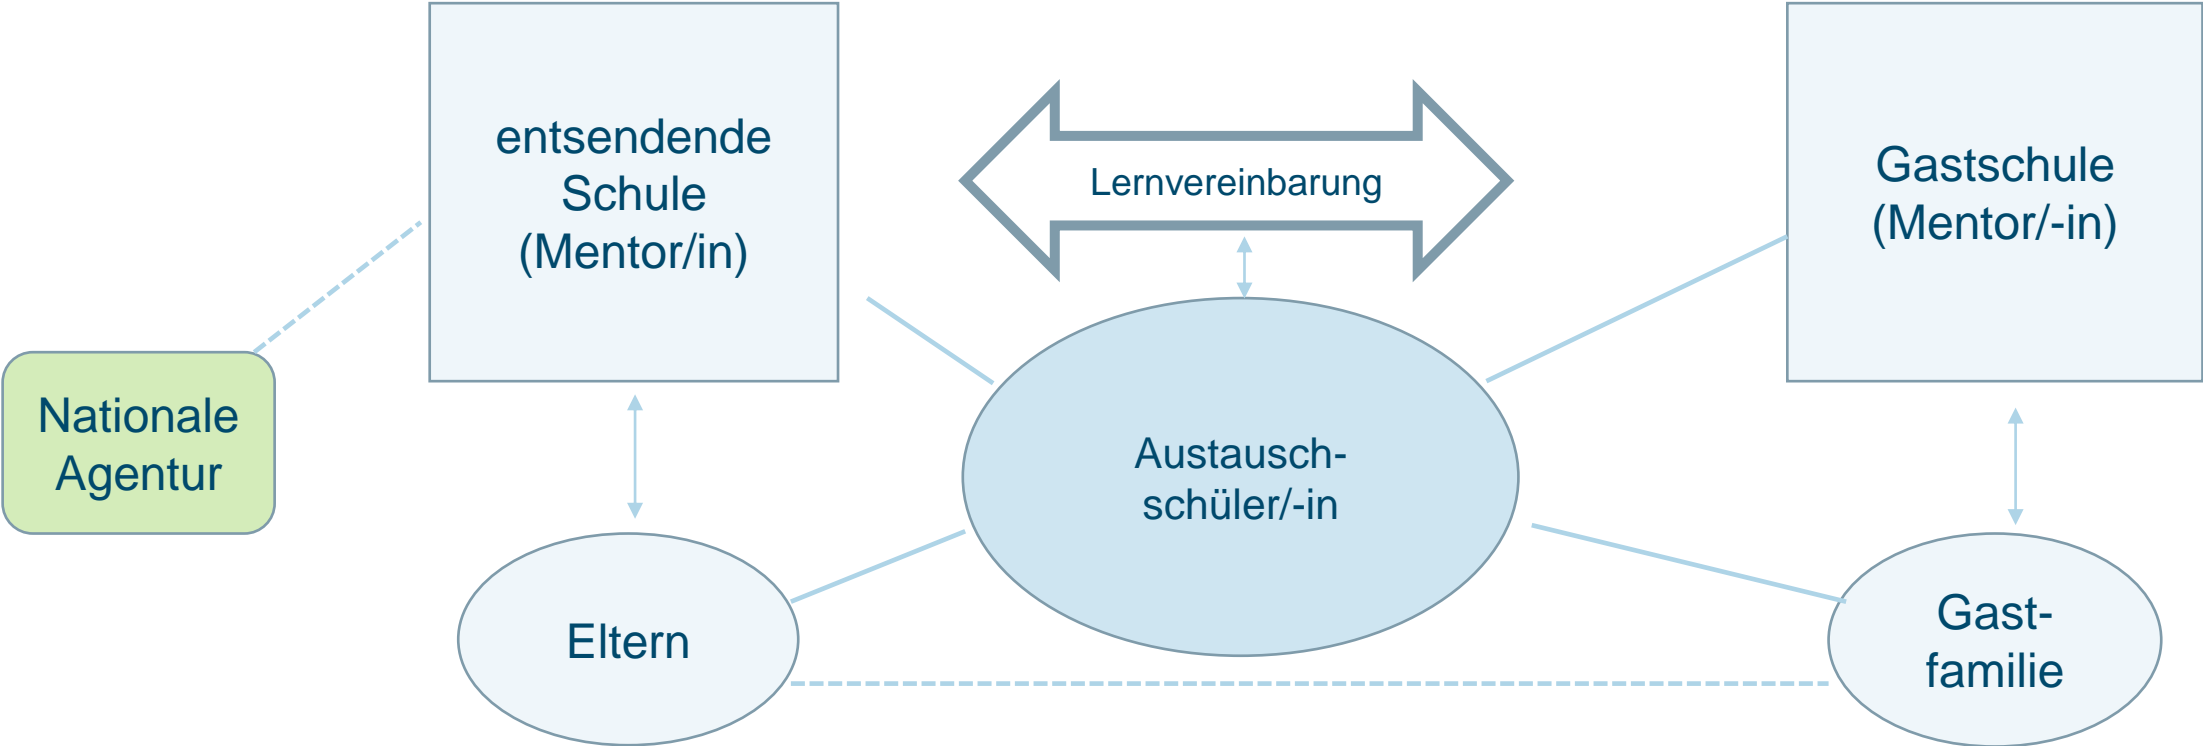 entsendende
Schule
(Mentor/in)
Lernvereinbarung
Gastschule
(Mentor/-in)
Nationale
Agentur
Austausch-
schüler/-in
Eltern
Gast-
familie